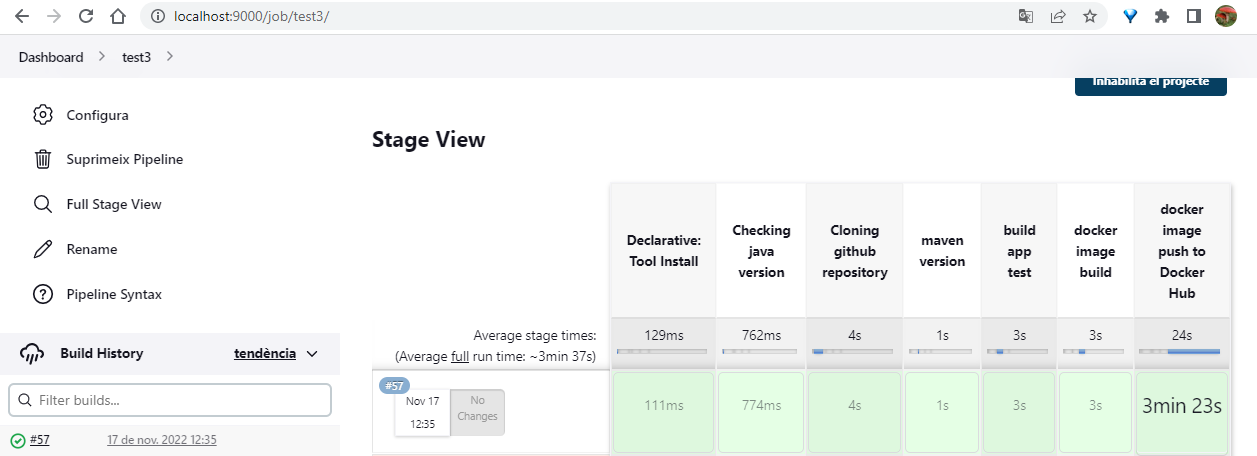 localhost:9000/job/test3/
Dashboard
test3
Inhabilita el projecte
Configura
Suprimeix Pipeline
Full Stage View
Rename
Pipeline Syntax
Build History
tendència
Filter builds...
#57
17 de nov. 2022 12:35
Stage View
Declarative:
Tool Install
Checking
java
version
Cloning
github
repository
maven
version
build
app
test
docker
image
build
docker
image
push to
Docker
Hub
Average stage times:
(Average full run time: ~3min 37s)
129ms
762ms
4s
1s
3s
3s
24s
#57
Nov 17
12:35
No
Changes
111ms
774ms
4s
1s
3s
3s
3min 23s